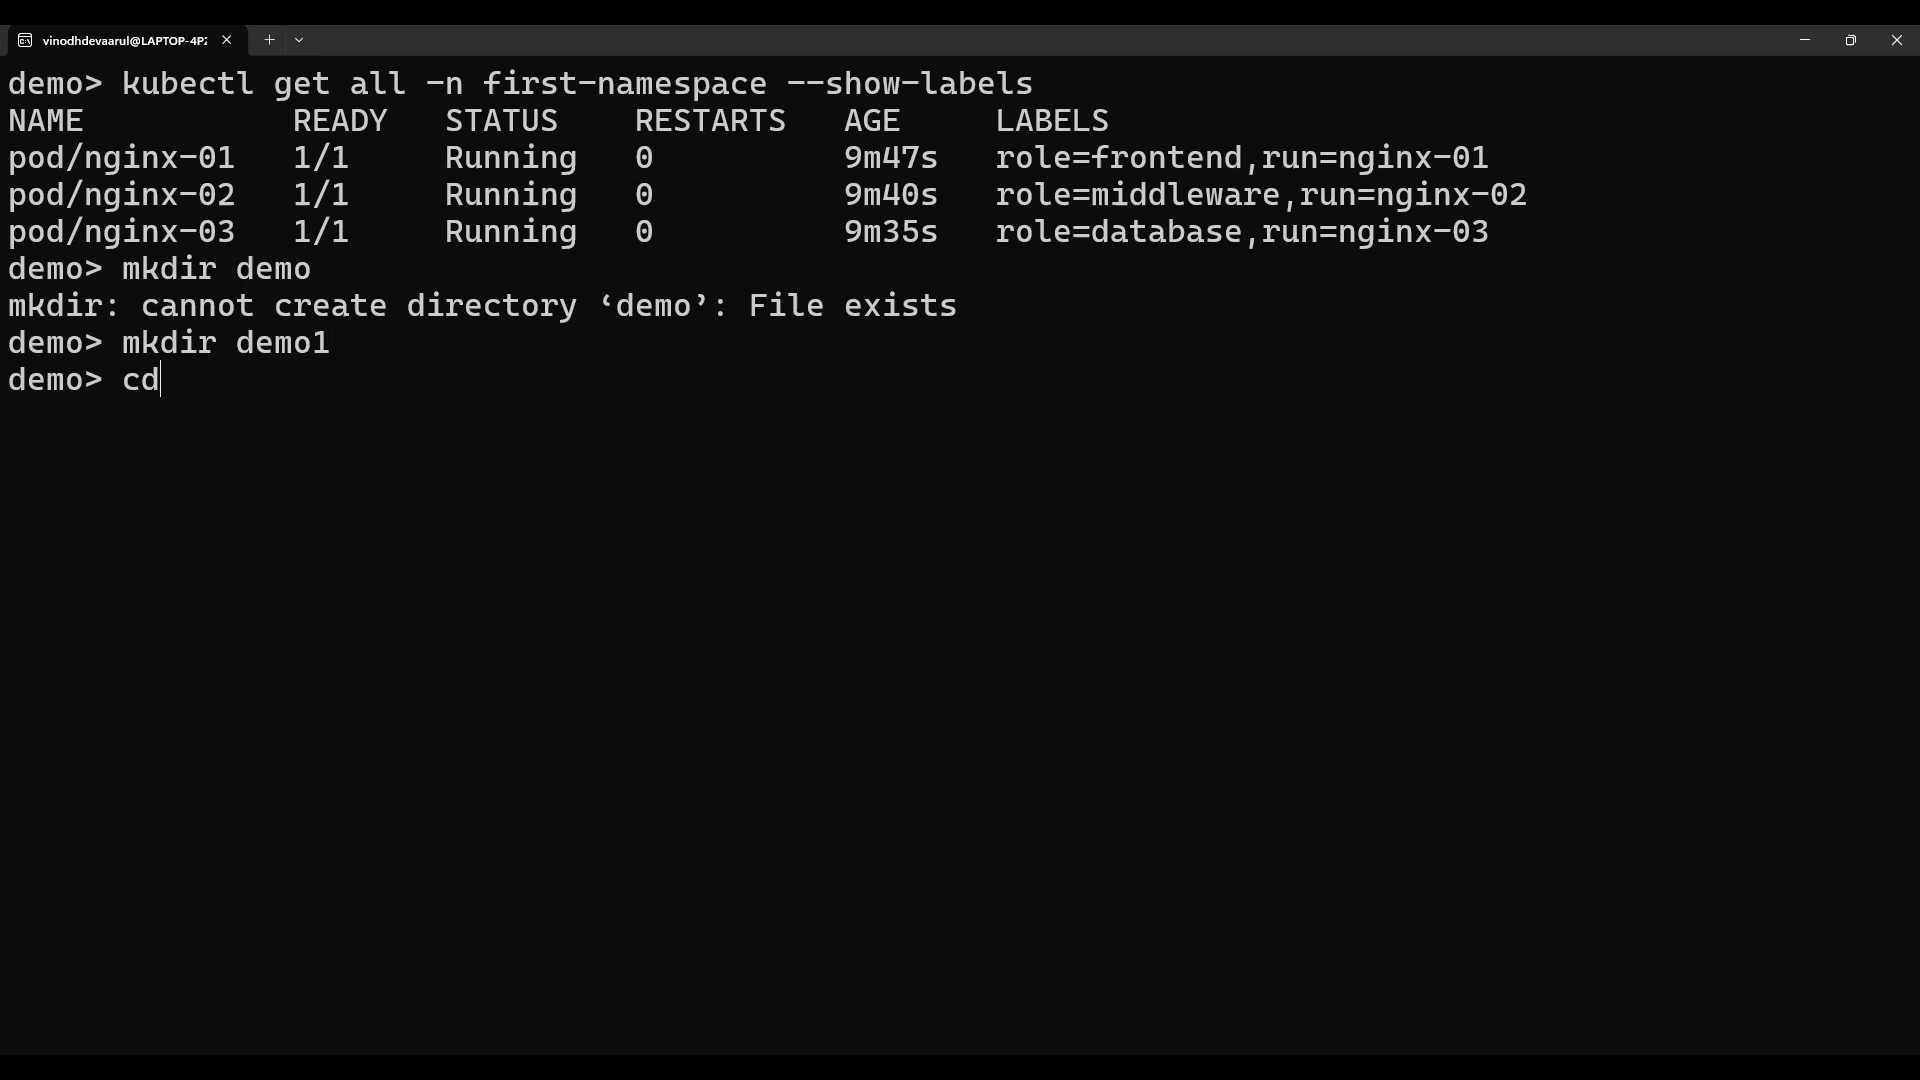 vinodhdevaarul@LAPTOP-4P2
demo> kubectl get all -n first-namespace --show-labels
NAME READY STATUS RESTARTS AGE LABELS
pod/nginx-01 1/1 Running 0 9m47s role=frontend,run=nginx-01
pod/nginx-02 1/1 Running 0 9m40s role=middleware,run=nginx-02
pod/nginx-03 1/1 Running 0 9m35s role=database,run=nginx-03
demo> mkdir demo
mkdir: cannot create directory ‘demo’: File exists
demo> mkdir demo1
demo> cd